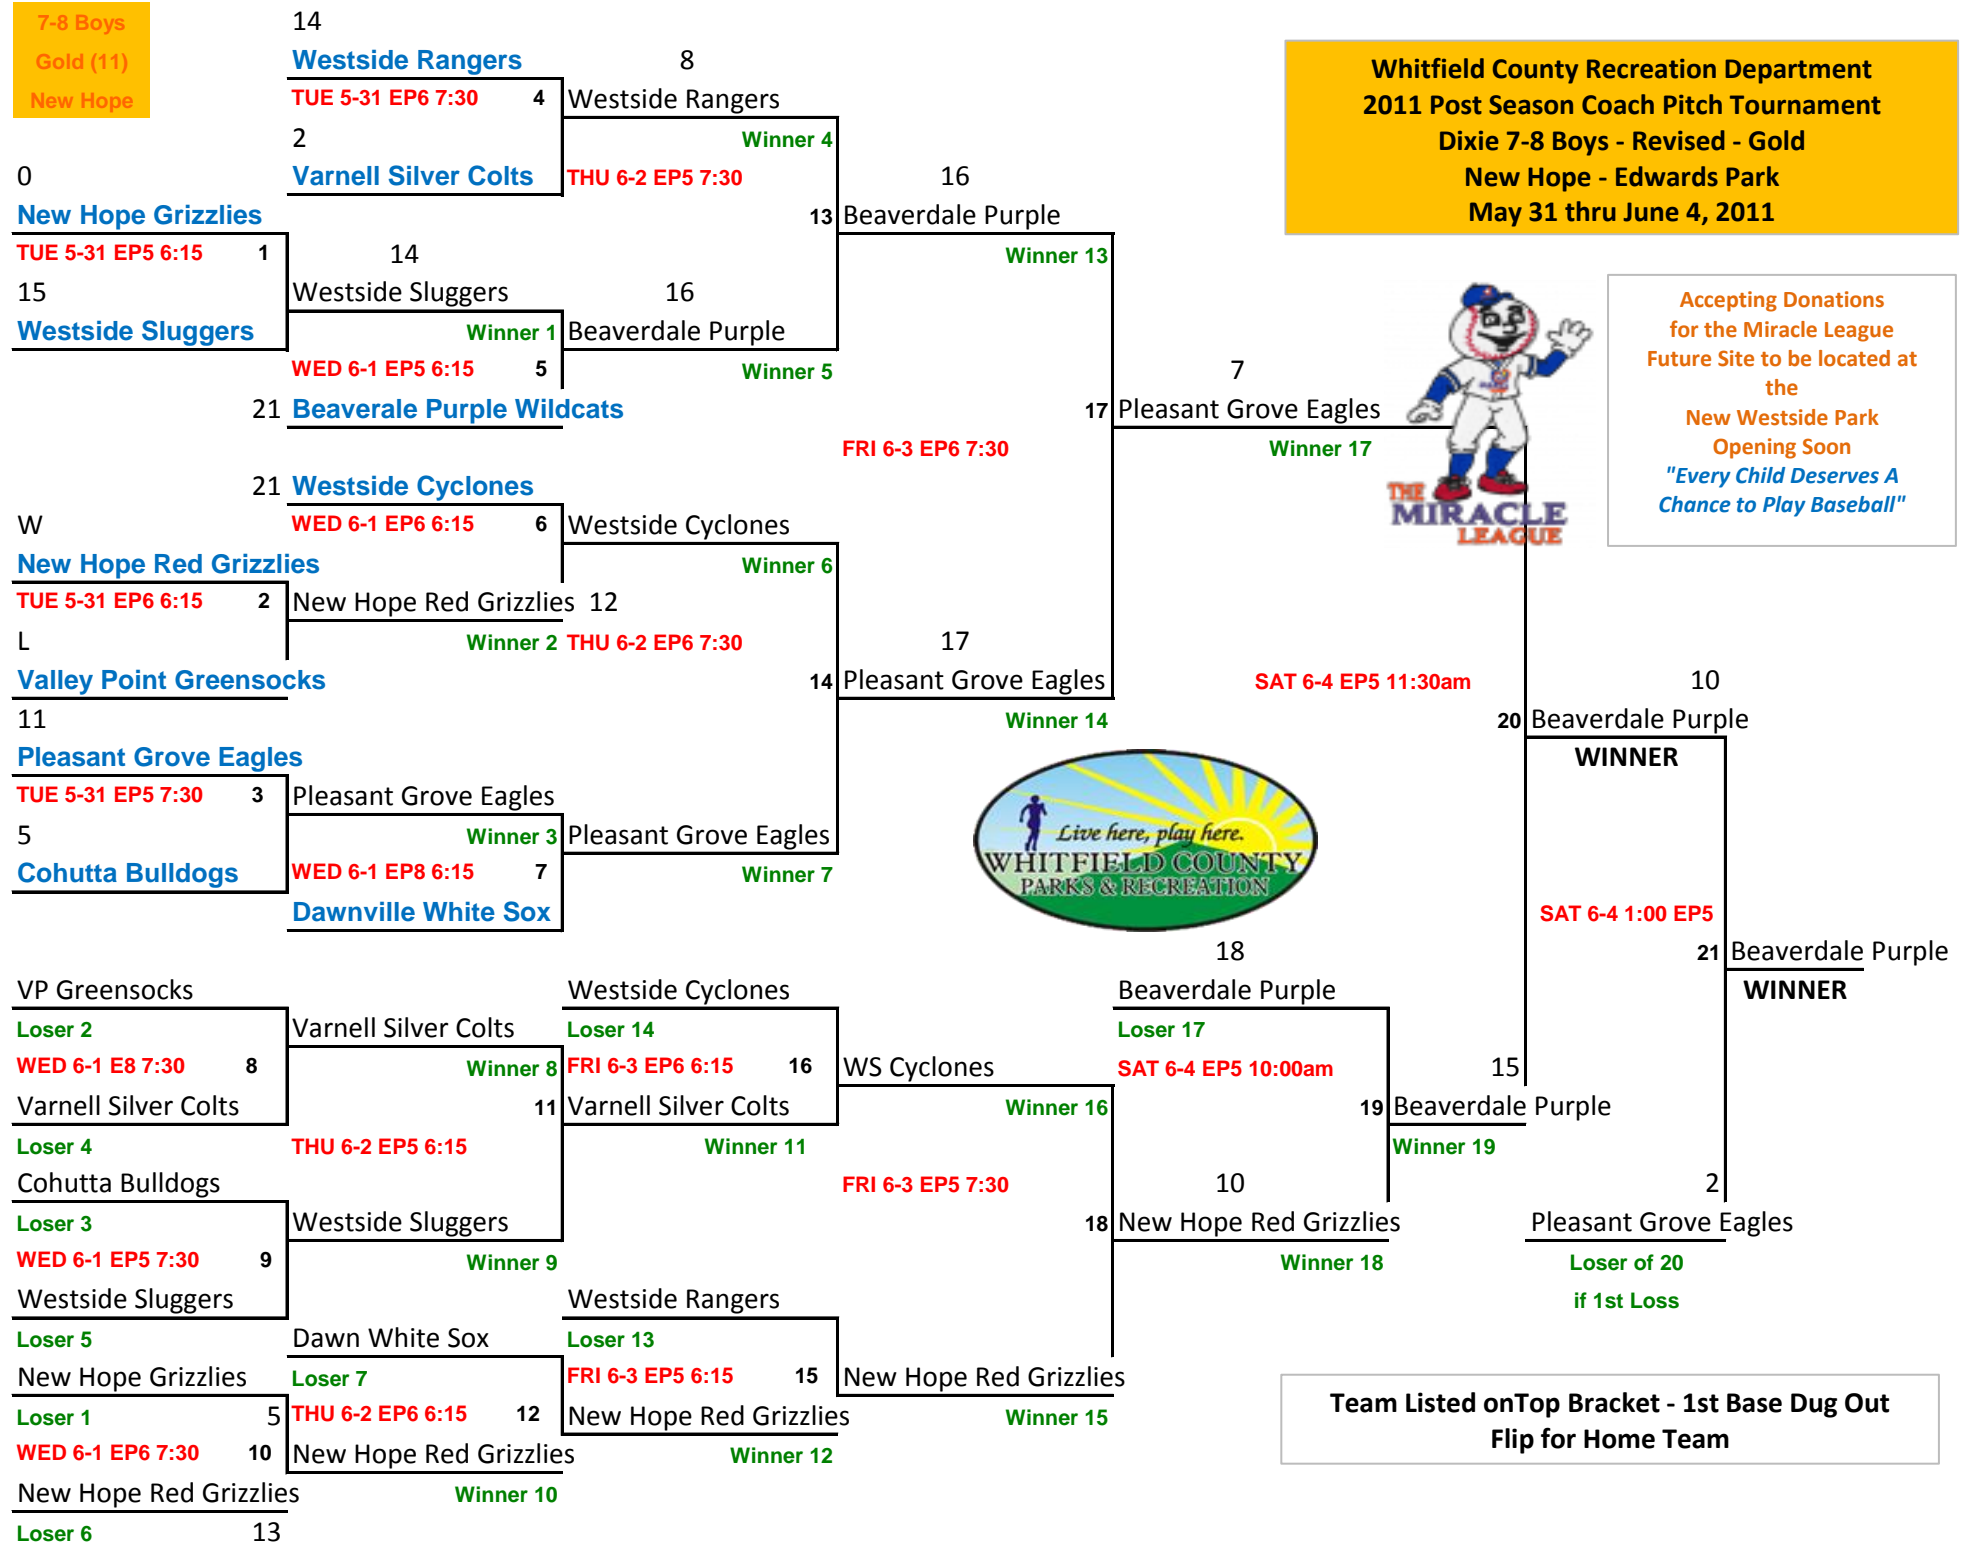 7-8 Boys
Gold (11)
New Hope
14
Westside Rangers
TUE 5-31 EP6 7:30 4
2
Varnell Silver Colts
0
New Hope Grizzlies
TUE 5-31 EP5 6:15 1
15
Westside Sluggers
14
Westside Sluggers
Winner 1
WED 6-1 EP5 6:15 5
21 Beaverale Purple Wildcats
21 Westside Cyclones
WED 6-1 EP6 6:15 6
W
New Hope Red Grizzlies
TUE 5-31 EP6 6:15 2
L
Valley Point Greensocks
New Hope Red Grizzlies 12
Winner 2
11
Pleasant Grove Eagles
TUE 5-31 EP5 7:30 3
5
Cohutta Bulldogs
Pleasant Grove Eagles
Winner 3
WED 6-1 EP8 6:15 7
Dawnville White Sox
8
Westside Rangers
Winner 4
THU 6-2 EP5 7:30
13
16
Beaverdale Purple
Winner 5
Westside Cyclones
Winner 6
THU 6-2 EP6 7:30
14
Pleasant Grove Eagles
Winner 7
16
Beaverdale Purple
Winner 13
FRI 6-3 EP6 7:30
17
17
Pleasant Grove Eagles
Winner 14
7
Pleasant Grove Eagles
Winner 17
Whitfield County Recreation Department
2011 Post Season Coach Pitch Tournament
Dixie 7-8 Boys - Revised - Gold
New Hope - Edwards Park
May 31 thru June 4, 2011
THE
MIRACLE
LEAGUE
Accepting Donations
for the Miracle League
Future Site to be located at
the
New Westside Park
Opening Soon
"Every Child Deserves A
Chance to Play Baseball"
SAT 6-4 EP5 11:30am
20
10
Beaverdale Purple
WINNER
SAT 6-4 1:00 EP5
21 Beaverdale Purple
WINNER
2
Pleasant Grove Eagles
Loser of 20
if 1st Loss
Live here, play here.
WHITFIELD COUNTY
PARKS & RECREATION
VP Greensocks
Loser 2
WED 6-1 E8 7:30 8
Varnell Silver Colts
Loser 4
Cohutta Bulldogs
Loser 3
WED 6-1 EP5 7:30 9
Westside Sluggers
Loser 5
New Hope Grizzlies
Loser 1 5
WED 6-1 EP6 7:30 10
New Hope Red Grizzlies
Loser 6 13
Varnell Silver Colts
Winner 8
11
THU 6-2 EP5 6:15
Westside Sluggers
Winner 9
Dawn White Sox
Loser 7
THU 6-2 EP6 6:15 12
New Hope Red Grizzlies
Winner 10
Westside Cyclones
Loser 14
FRI 6-3 EP6 6:15 16
Varnell Silver Colts
Winner 11
Westside Rangers
Loser 13
FRI 6-3 EP5 6:15 15
New Hope Red Grizzlies
Winner 12
WS Cyclones
Winner 16
FRI 6-3 EP5 7:30
18
New Hope Red Grizzlies
Winner 15
18
Beaverdale Purple
Loser 17
SAT 6-4 EP5 10:00am
19
10
New Hope Red Grizzlies
Winner 18
15
Beaverdale Purple
Winner 19
Team Listed onTop Bracket - 1st Base Dug Out
Flip for Home Team